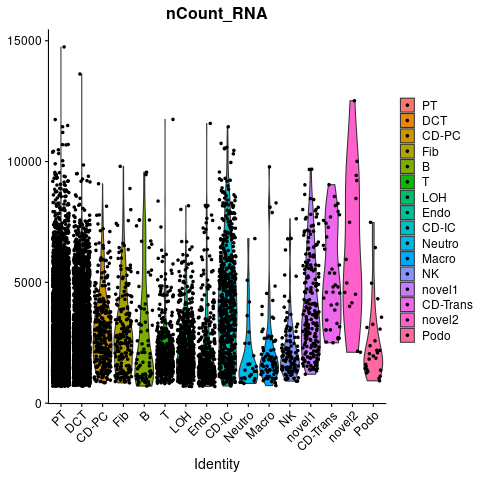 nCount_RNA
15000
10000
5000
0
PT
DCT
CD-PC
Fib
B
T
LOH
Endo
CD-IC
Neutro
Macro
NK
novel1
CD-Trans
novel2
Podo
Identity
PT
DCT
CD-PC
Fib
B
T
LOH
Endo
CD-IC
Neutro
Macro
NK
novel1
CD-Trans
novel2
Podo